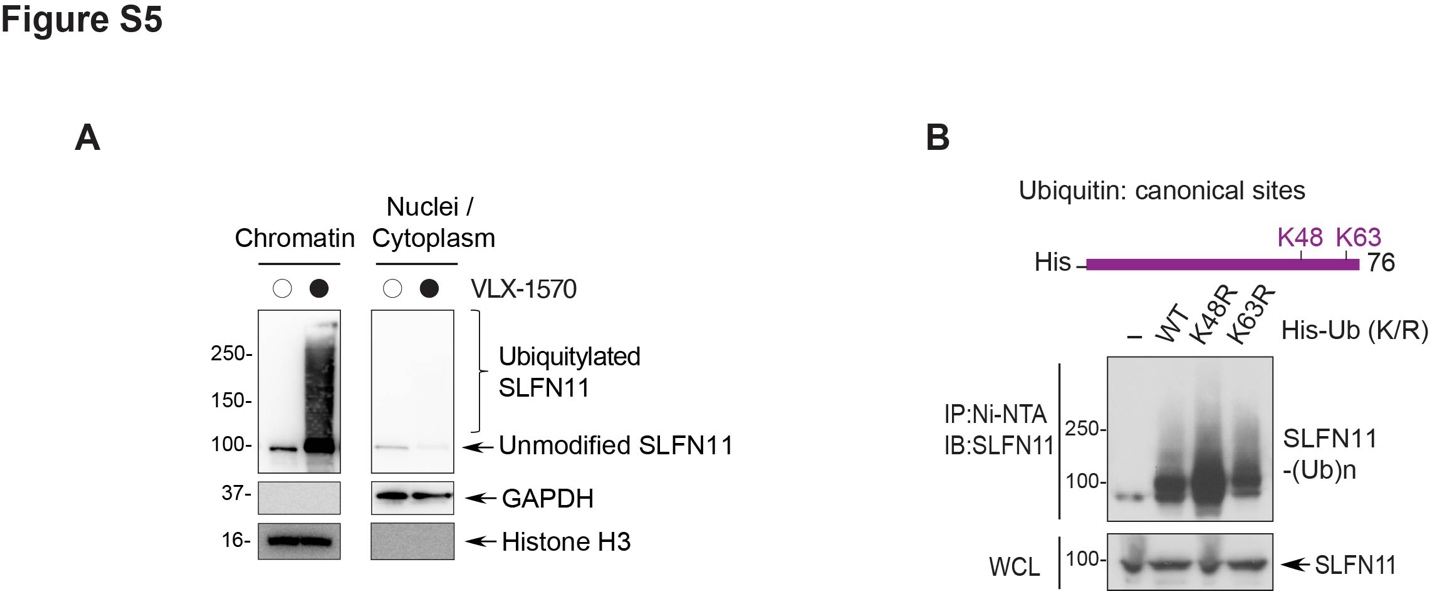 Figure S5
A
Nuclei /
Chromatin Cytoplasm
VLX-1570
250-
150-
100-
37-
16-
Ubiquitylated
SLFN11
Unmodified SLFN11
GAPDH
Histone H3
B
Ubiquitin: canonical sites
K48 K63
His 76
– WT K48R K63R His-Ub (K/R)
IP:Ni-NTA
IB:SLFN11
250-
100-
SLFN11
-(Ub)n
WCL 100- SLFN11